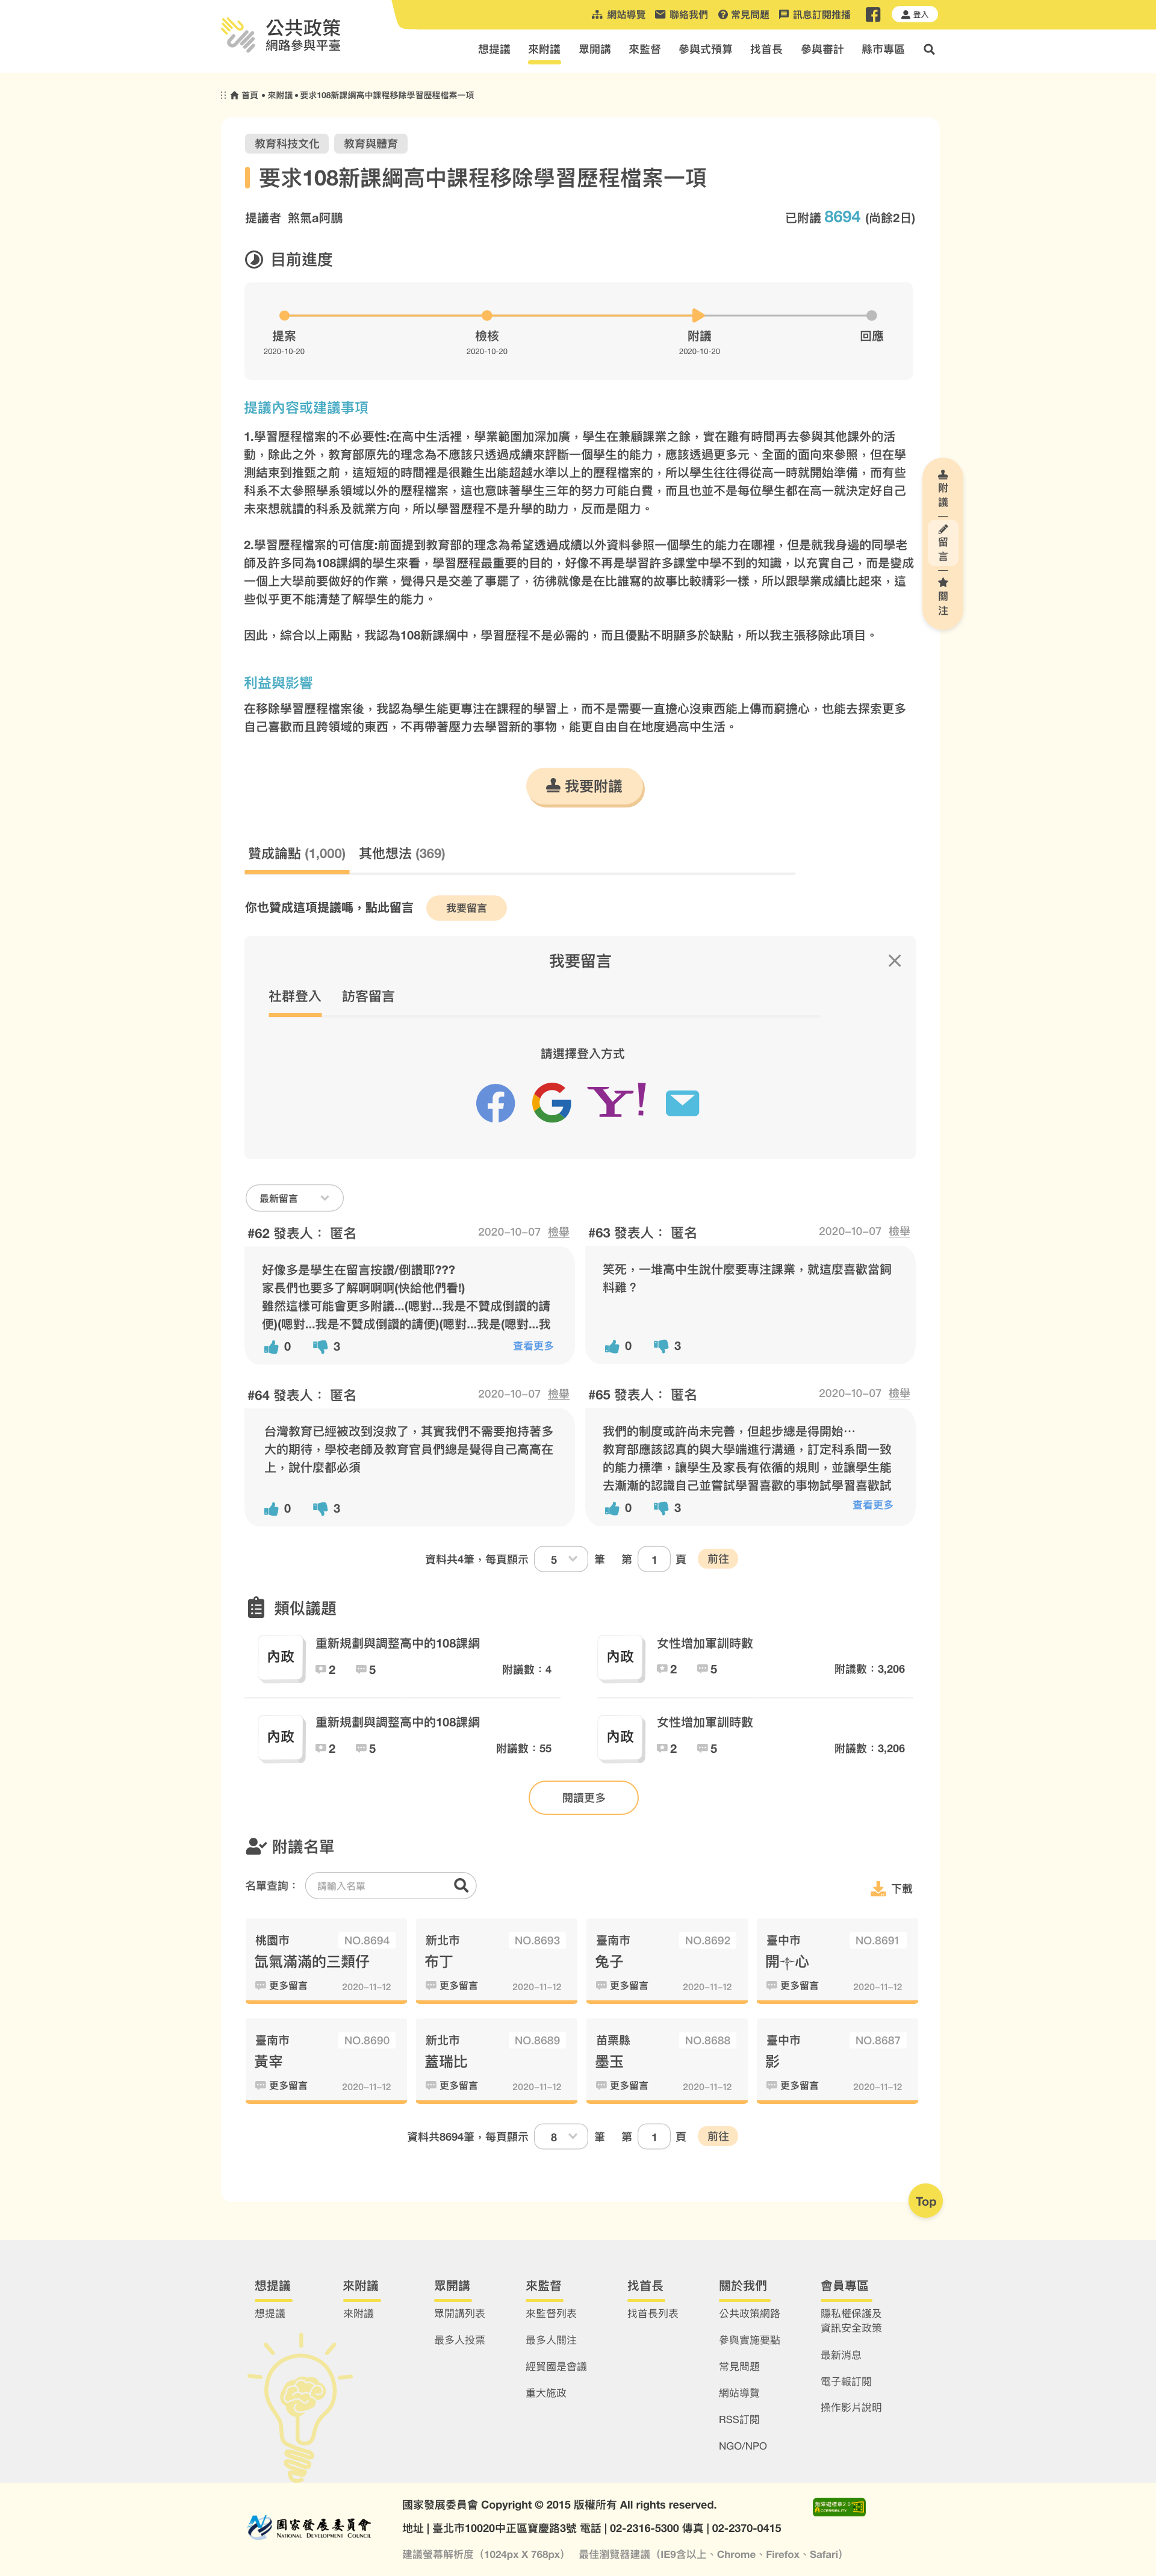 公共政策
網路參與平臺
網站導覽 聯絡我們 常見問題 訊息訂閱推播 登入
想提議 來附議 眾開講 來監督 參與式預算 找首長 參與審計 縣市專區
首頁 • 來附議 • 要求108新課綱高中課程移除學習歷程檔案一項
教育科技文化 教育與體育
要求108新課綱高中課程移除學習歷程檔案一項
提議者 煞氣a阿鵬 已附議 8694 (尚餘2日)
目前進度
提案 檢核 附議 回應
2020-10-20 2020-10-20 2020-10-20
提議內容或建議事項
1.學習歷程檔案的不必要性:在高中生活裡，學業範圍加深加廣，學生在兼顧課業之餘，實在難有時間再去參與其他課外的活
動，除此之外，教育部原先的理念為不應該只透過成績來評斷一個學生的能力，應該透過更多元、全面的面向來參照，但在學
測結束到推甄之前，這短短的時間裡是很難生出能超越水準以上的歷程檔案的，所以學生往往得從高一時就開始準備，而有些
科系不太參照學系領域以外的歷程檔案，這也意味著學生三年的努力可能白費，而且也並不是每位學生都在高一就決定好自己
未來想就讀的科系及就業方向，所以學習歷程不是升學的助力，反而是阻力。
2.學習歷程檔案的可信度:前面提到教育部的理念為希望透過成績以外資料參照一個學生的能力在哪裡，但是就我身邊的同學老
師及許多同為108課綱的學生來看，學習歷程最重要的目的，好像不再是學習許多課堂中學不到的知識，以充實自己，而是變成
一個上大學前要做好的作業，覺得只是交差了事罷了，彷彿就像是在比誰寫的故事比較精彩一樣，所以跟學業成績比起來，這
些似乎更不能清楚了解學生的能力。
因此，綜合以上兩點，我認為108新課綱中，學習歷程不是必需的，而且優點不明顯多於缺點，所以我主張移除此項目。
附議
留言
關注
利益與影響
在移除學習歷程檔案後，我認為學生能更專注在課程的學習上，而不是需要一直擔心沒東西能上傳而窮擔心，也能去探索更多
自己喜歡而且跨領域的東西，不再帶著壓力去學習新的事物，能更自由自在地度過高中生活。
我要附議
贊成論點 (1,000) 其他想法 (369)
你也贊成這項提議嗎，點此留言 我要留言
我要留言
社群登入 訪客留言
請選擇登入方式
Y!
最新留言
#62 發表人： 匿名 2020-10-07 檢舉
好像多是學生在留言按讚/倒讚耶???
家長們也要多了解啊啊啊(快給他們看!)
雖然這樣可能會更多附議...(嗯對...我是不贊成倒讚的請
便)(嗯對...我是不贊成倒讚的請便)(嗯對...我是(嗯對...我
0 3 查看更多
#63 發表人： 匿名 2020-10-07 檢舉
笑死，一堆高中生說什麼要專注課業，就這麼喜歡當飼
料雞？
0 3
#64 發表人： 匿名 2020-10-07 檢舉
台灣教育已經被改到沒救了，其實我們不需要抱持著多
大的期待，學校老師及教育官員們總是覺得自己高高在
上，說什麼都必須
0 3
#65 發表人： 匿名 2020-10-07 檢舉
我們的制度或許尚未完善，但起步總是得開始…
教育部應該認真的與大學端進行溝通，訂定科系間一致
的能力標準，讓學生及家長有依循的規則，並讓學生能
去漸漸的認識自己並嘗試學習喜歡的事物試學習喜歡試
0 3 查看更多
資料共4筆，每頁顯示 5 筆 第 1 頁 前往
類似議題
內政 重新規劃與調整高中的108課綱
2 5 附議數：4
內政 女性增加軍訓時數
2 5 附議數：3,206
內政 重新規劃與調整高中的108課綱
2 5 附議數：55
內政 女性增加軍訓時數
2 5 附議數：3,206
閱讀更多
附議名單
名單查詢： 請輸入名單 下載
桃園市 NO.8694
氙氣滿滿的三類仔
更多留言 2020-11-12
新北市 NO.8693
布丁
更多留言 2020-11-12
臺南市 NO.8692
兔子
更多留言 2020-11-12
臺中市 NO.8691
開╬心
更多留言 2020-11-12
臺南市 NO.8690
黃宰
更多留言 2020-11-12
新北市 NO.8689
蓋瑞比
更多留言 2020-11-12
苗栗縣 NO.8688
墨玉
更多留言 2020-11-12
臺中市 NO.8687
影
更多留言 2020-11-12
資料共8694筆，每頁顯示 8 筆 第 1 頁 前往
Top
想提議
想提議
來附議
來附議
眾開講
眾開講列表
最多人投票
來監督
來監督列表
最多人關注
經貿國是會議
重大施政
找首長
找首長列表
關於我們
公共政策網路
參與實施要點
常見問題
網站導覽
RSS訂閱
NGO/NPO
會員專區
隱私權保護及
資訊安全政策
最新消息
電子報訂閱
操作影片說明
國家發展委員會
NATIONAL DEVELOPMENT COUNCIL
國家發展委員會 Copyright © 2015 版權所有 All rights reserved.
地址 | 臺北市10020中正區寶慶路3號 電話 | 02-2316-5300 傳真 | 02-2370-0415
建議螢幕解析度（1024px X 768px） 最佳瀏覽器建議（IE9含以上、Chrome、Firefox、Safari）